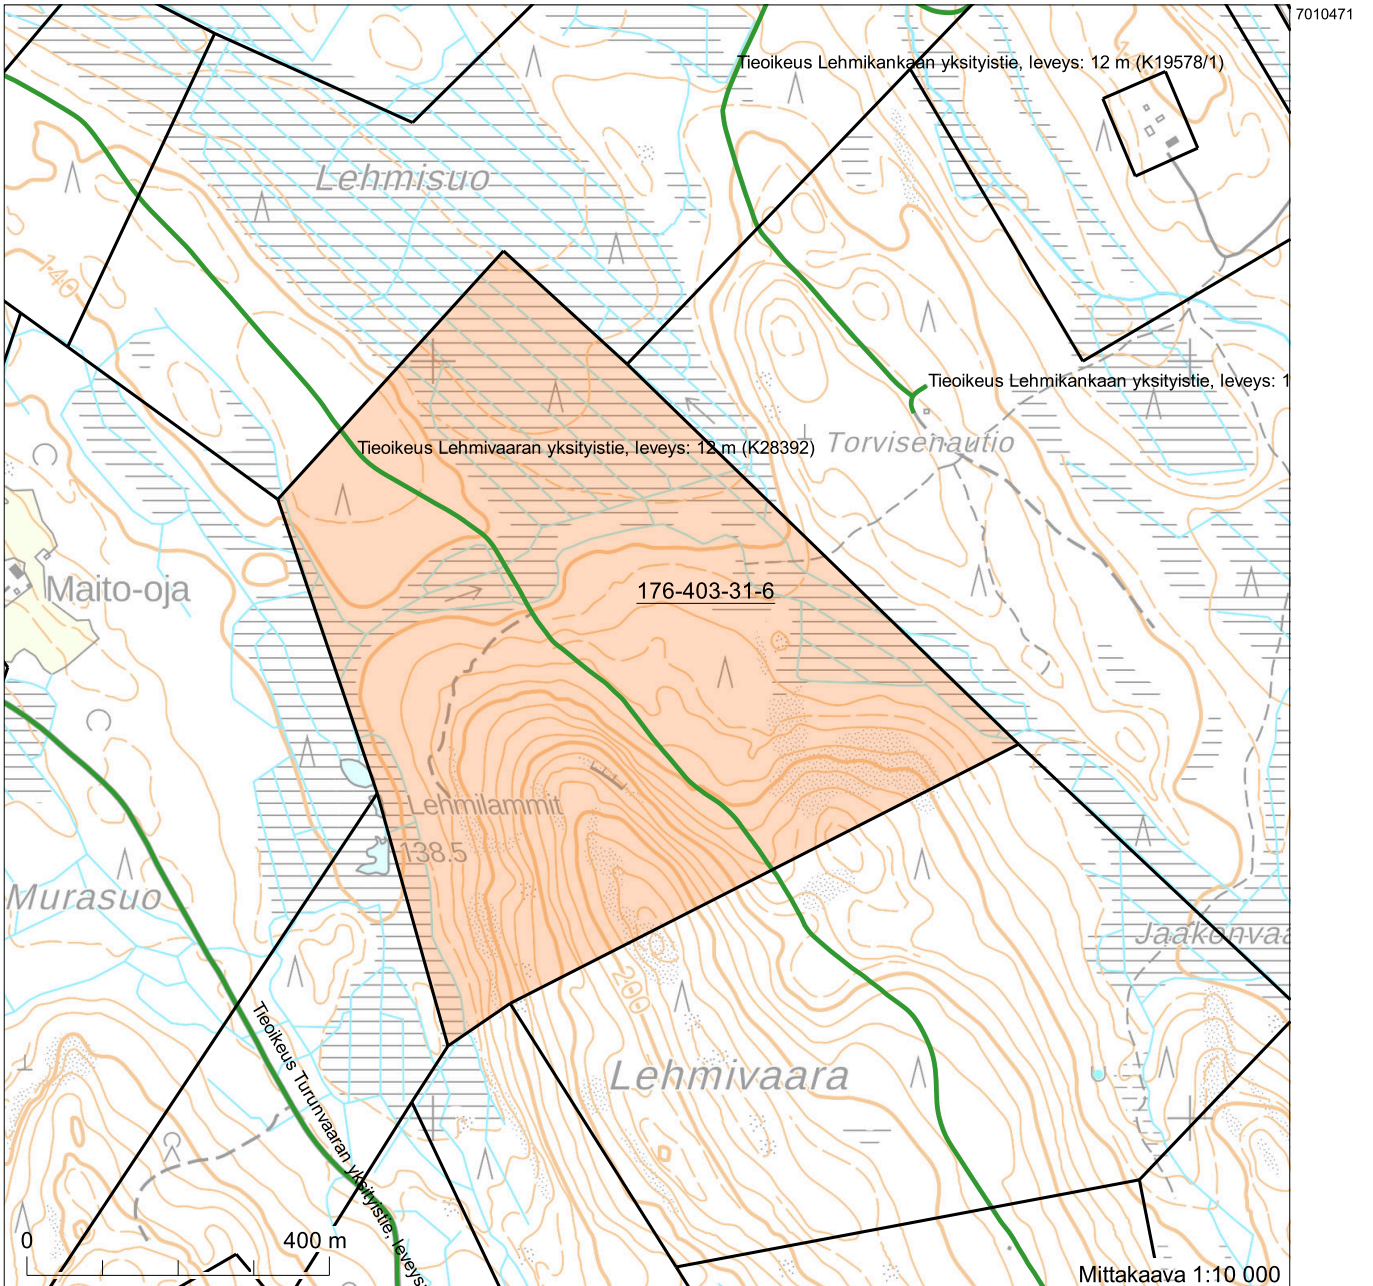 7010471
Tieoikeus Lehmikankaan yksityistie, leveys: 12 m (K19578/1)
Lehmisuo
140
Tieoikeus Lehmikankaan yksityistie, leveys: 1
Torvisenautio
Tieoikeus Lehmivaaran yksityistie, leveys: 12 m (K28392)
Maito-oja
176-403-31-6
Lehmilammit
138.5
Murasuo
Jaakonvaa
200
Tieoikeus Turunvaaran yksityistie, leveys:
Lehmivaara
0
400 m
Mittakaava 1:10 000